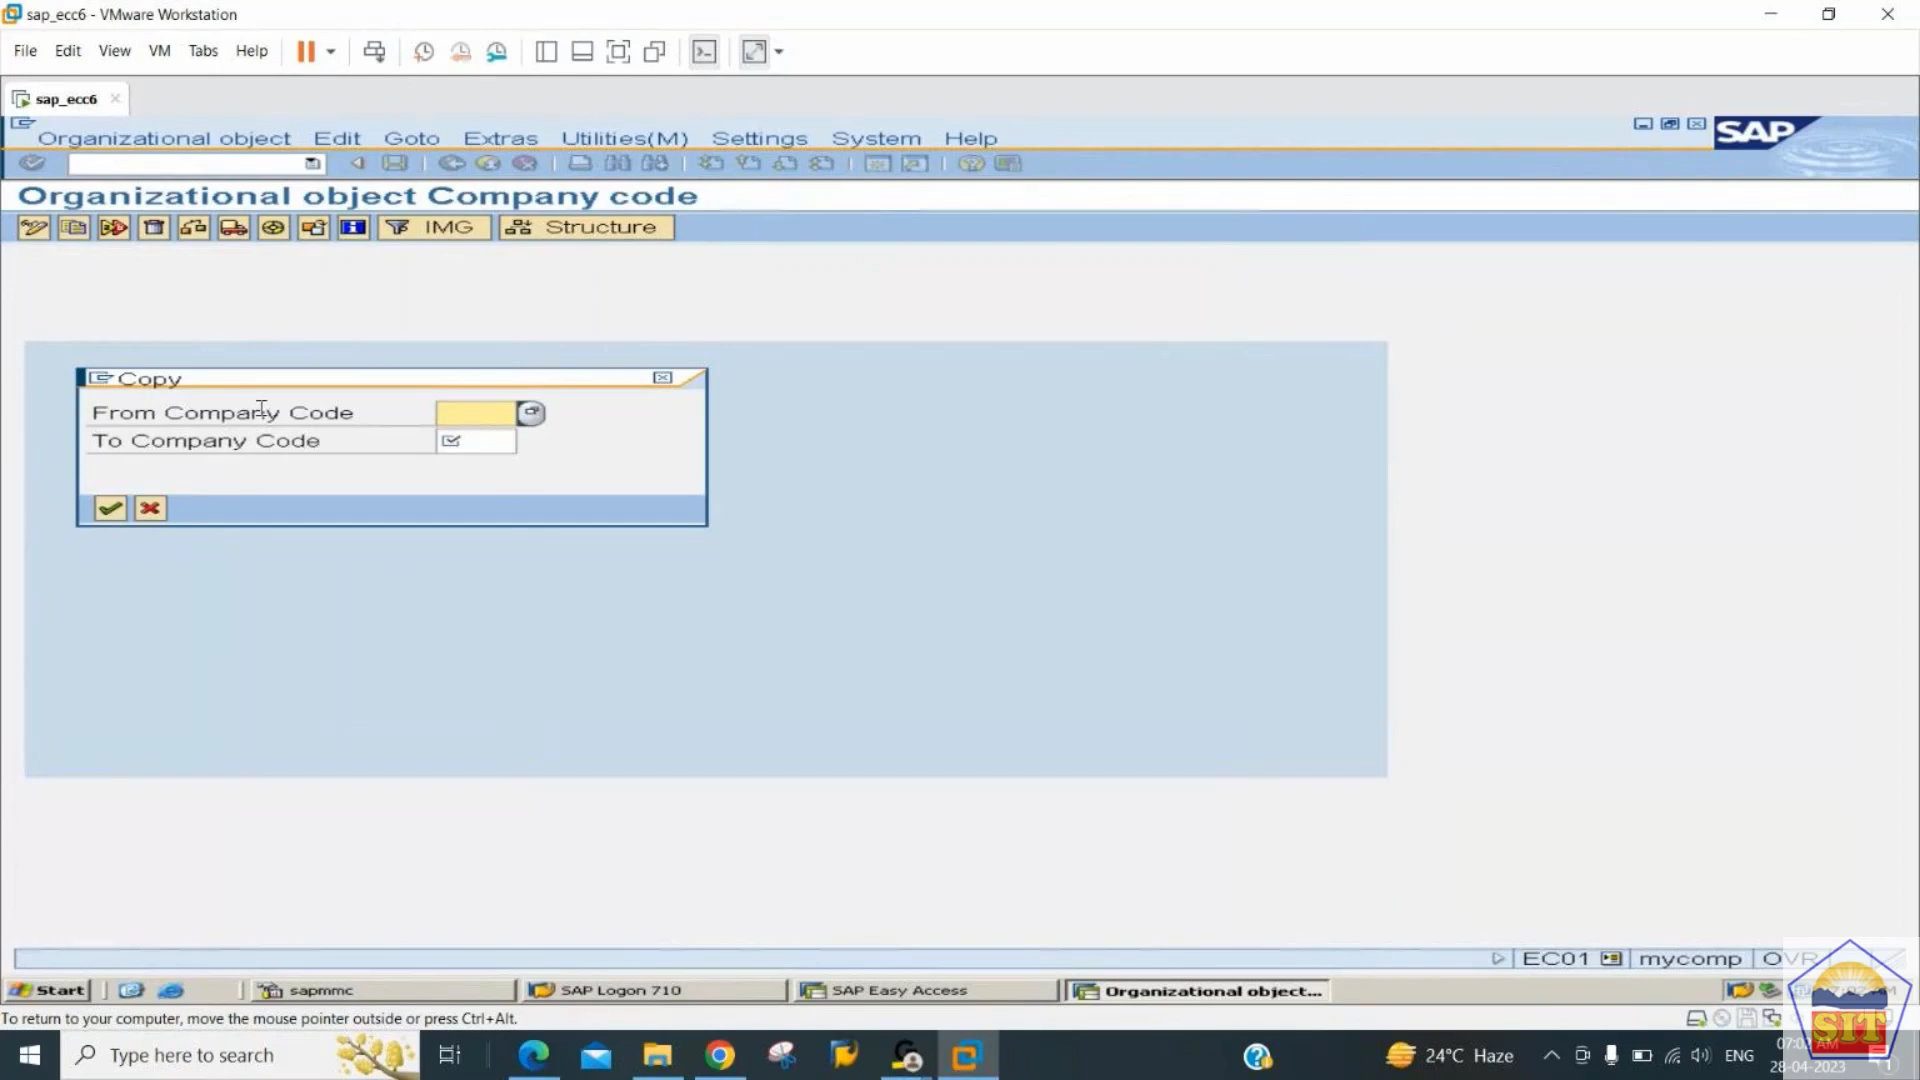 sap_ecc6 - VMware Workstation
File Edit View VM Tabs Help
sap_ecc6
Organizational object Edit Goto Extras Utilities(M) Settings System Help
SAP
Organizational object Company code
IMG Structure
Copy
From Company Code
To Company Code
EC01 mycomp OVR
Start sapmmc SAP Logon 710 SAP Easy Access Organizational object...
To return to your computer, move the mouse pointer outside or press Ctrl+Alt.
SIT
Type here to search 24°C Haze ENG
28-04-2023